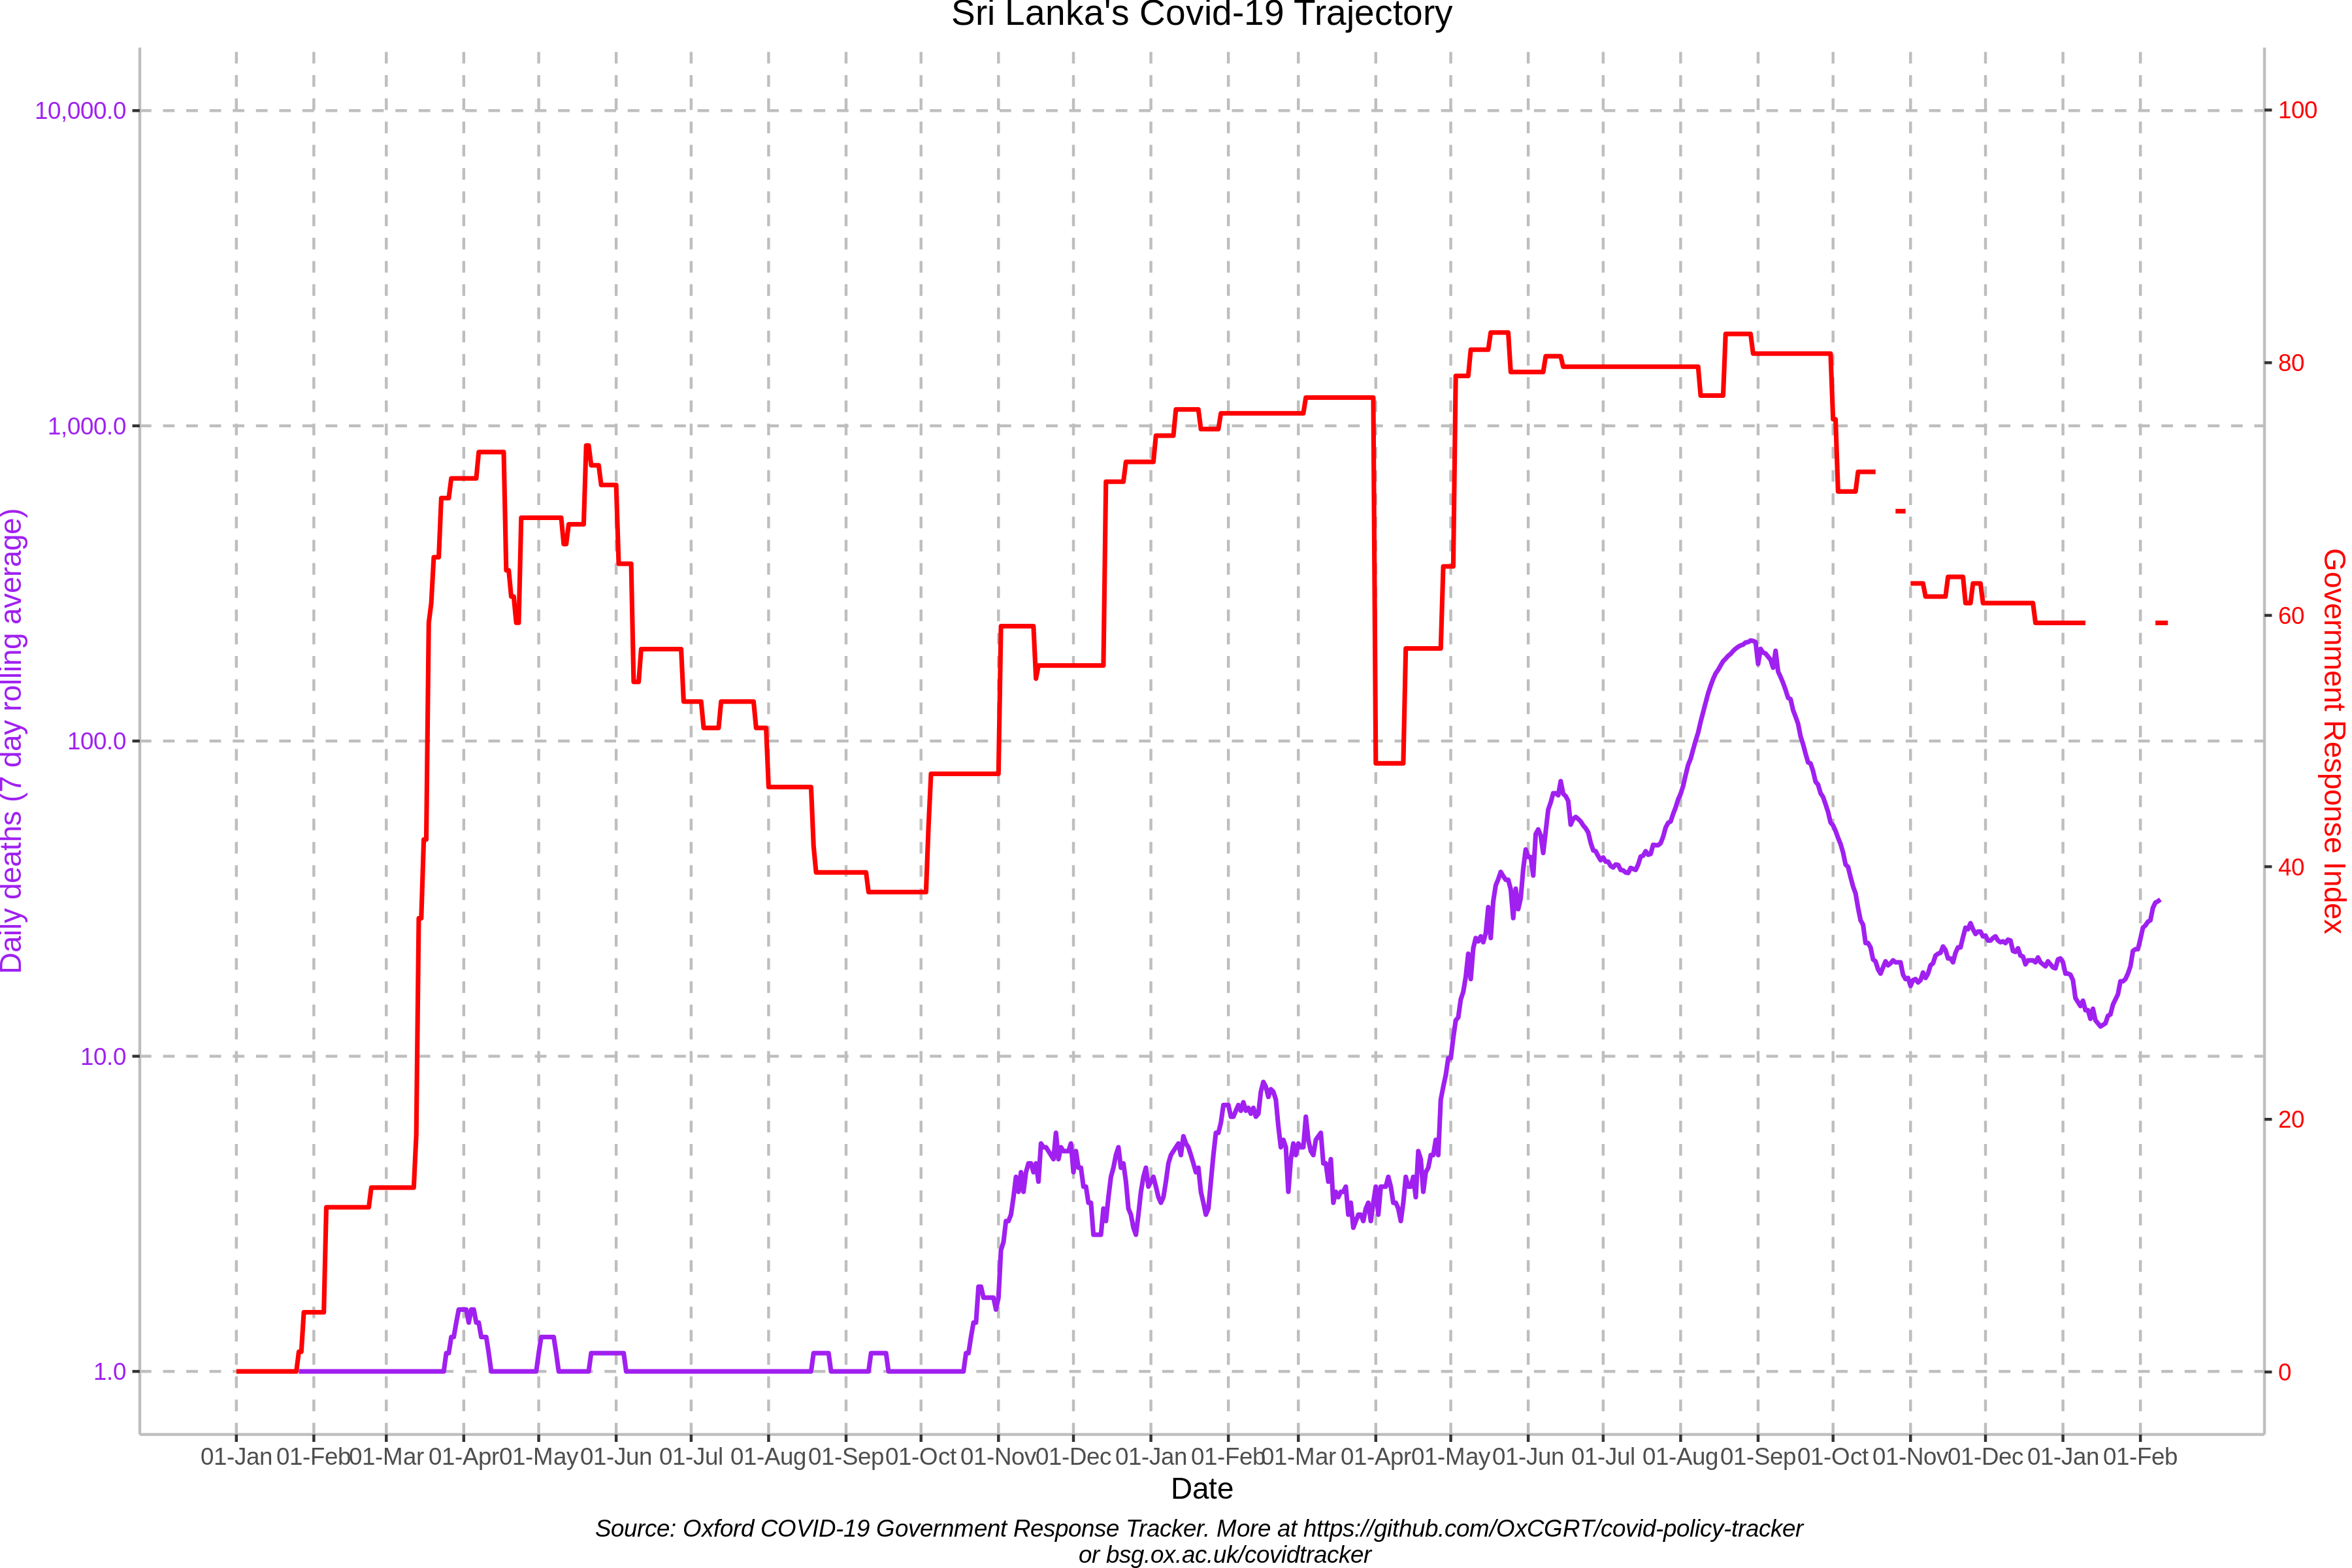 Sri Lanka's Covid-19 Trajectory
10,000.0
1,000.0
100.0
10.0
1.0
Daily deaths (7 day rolling average)
100
80
60
40
20
0
Government Response Index
01-Jan 01-Feb 01-Mar 01-Apr 01-May 01-Jun 01-Jul 01-Aug 01-Sep 01-Oct 01-Nov 01-Dec 01-Jan 01-Feb 01-Mar 01-Apr 01-May 01-Jun 01-Jul 01-Aug 01-Sep 01-Oct 01-Nov 01-Dec 01-Jan 01-Feb
Date
Source: Oxford COVID-19 Government Response Tracker. More at https://github.com/OxCGRT/covid-policy-tracker
or bsg.ox.ac.uk/covidtracker